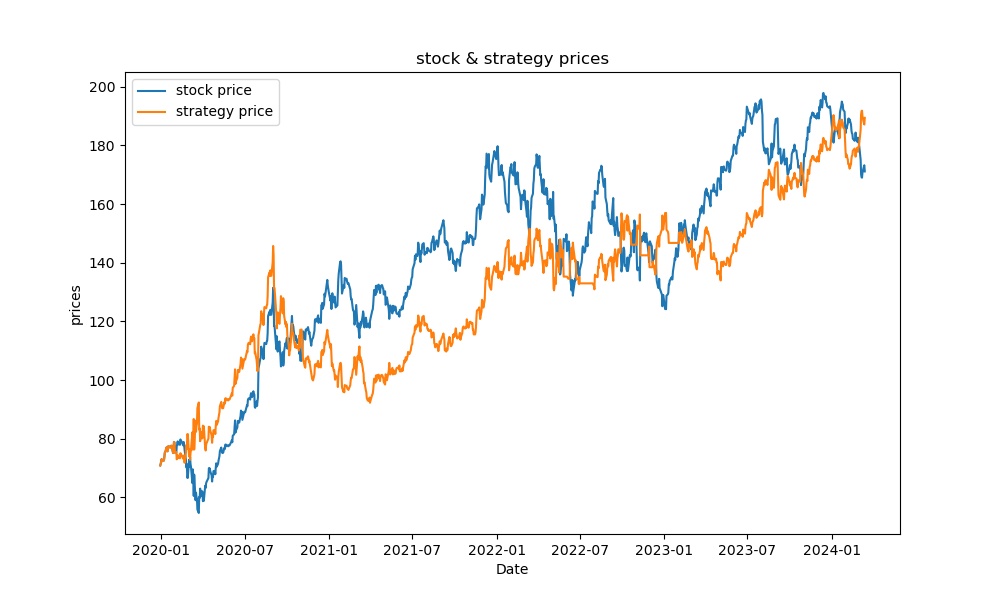 stock & strategy prices
stock price
strategy price
200
180
160
140
120
100
80
60
prices
2020-01 2020-07 2021-01 2021-07 2022-01 2022-07 2023-01 2023-07 2024-01
Date